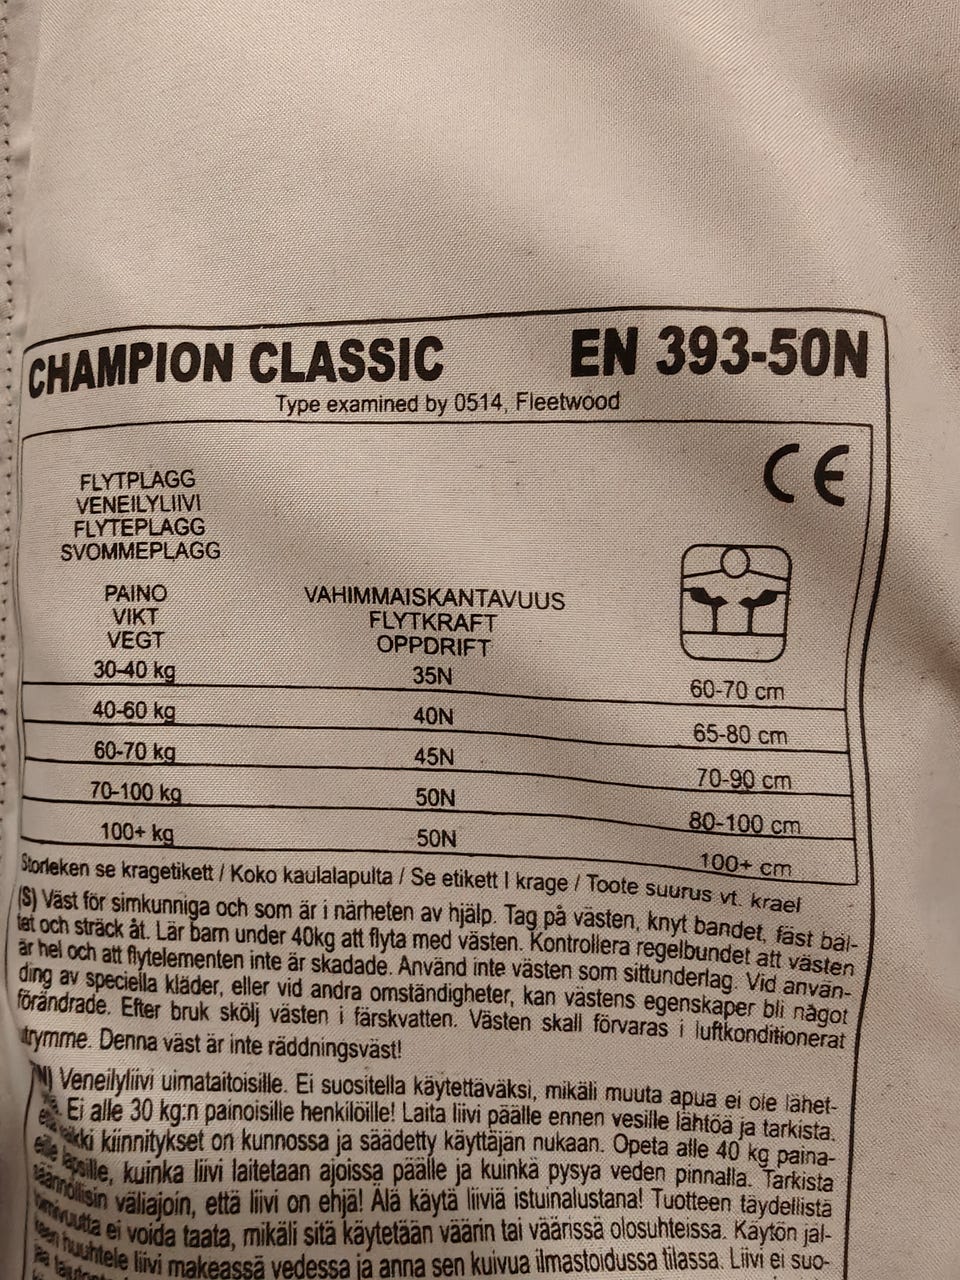 CHAMPION CLASSIC EN 393-50N
Type examined by 0514, Fleetwood
CE
FLYTPLAGG
VENEILYLIIVI
FLYTEPLAGG
SVOMMEPLAGG
PAINO VAHIMMAISKANTAVUUS
VIKT FLYTKRAFT
VEGT OPPDRIFT
30-40 kg 35N 60-70 cm
40-60 kg 40N 65-80 cm
60-70 kg 45N 70-90 cm
70-100 kg 50N 80-100 cm
100+ kg 50N 100+ cm
Storleken se kragetikett / Koko kaulalapulta / Se etikett I krage / Toote suurus vt. krael
(S) Väst för simkunniga och som är i närheten av hjälp. Tag på västen, knyt bandet, fäst bäl-
tet och sträck åt. Lär barn under 40kg att flyta med västen. Kontrollera regelbundet att västen
är hel och att flytelementen inte är skadade. Använd inte västen som sittunderlag. Vid använ-
ding av speciella kläder, eller vid andra omständigheter, kan västens egenskaper bli något
förändrade. Efter bruk skölj västen i färskvatten. Västen skall förvaras i luftkonditionerat
utrymme. Denna väst är inte räddningsväst!
Veneilyliivi uimataitoisille. Ei suositella käytettäväksi, mikäli muuta apua ei ole lähet-
Ei alle 30 kg:n painoisille henkilöille! Laita liivi päälle ennen vesille lähtöä ja tarkista.
kiinnitykset on kunnossa ja säädetty käyttäjän nukaan. Opeta alle 40 kg paina-
kuinka liivi laitetaan ajoissa päälle ja kuinka pysya veden pinnalla. Tarkista
väliajoin, että liivi on ehjä! Älä käytä liiviä istuinalustana! Tuotteen täydellistä
ei voida taata, mikäli sitä käytetään väärin tai väärissä olosuhteissa. Käytön jäl-
huuhtele liivi makeassa vedessa ja anna sen kuivua ilmastoidussa tilassa. Liivi ei suo-